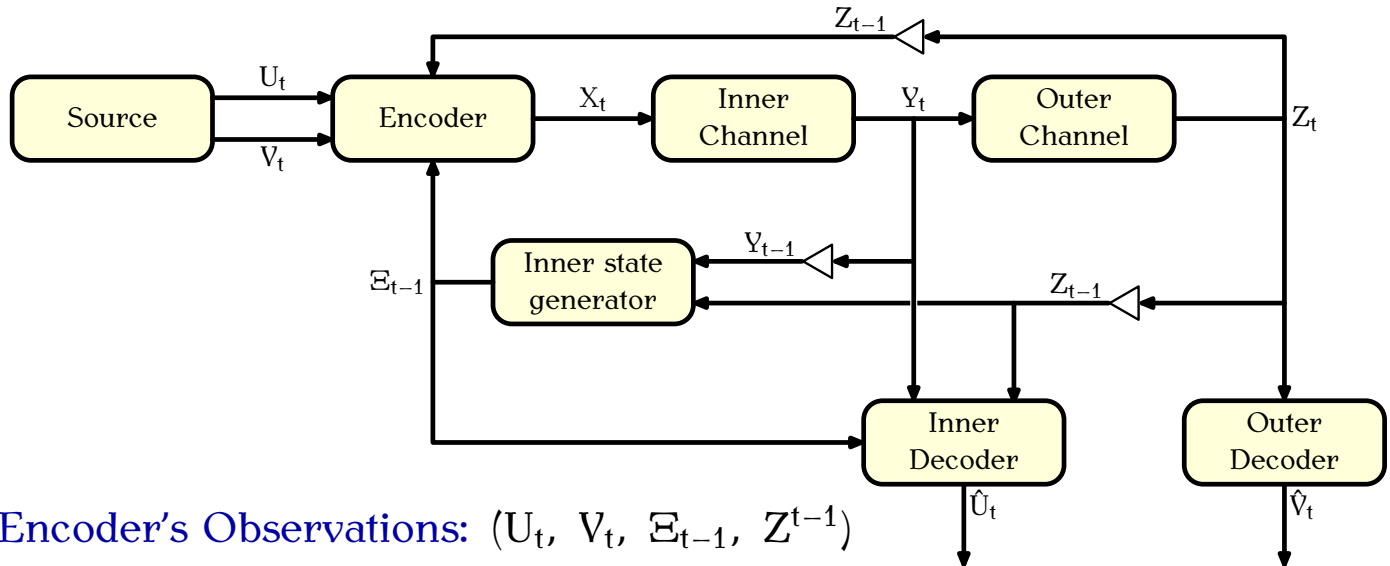 Z_{t−1}
U_t
Source
V_t
Encoder
X_t
Inner
Channel
Y_t
Outer
Channel
Z_t
Y_{t−1}
Inner state
generator
Ξ_{t−1}
Z_{t−1}
Inner
Decoder
Outer
Decoder
Û_t
V̂_t
Encoder's Observations: (U_t, V_t, Ξ_{t−1}, Z^{t−1})